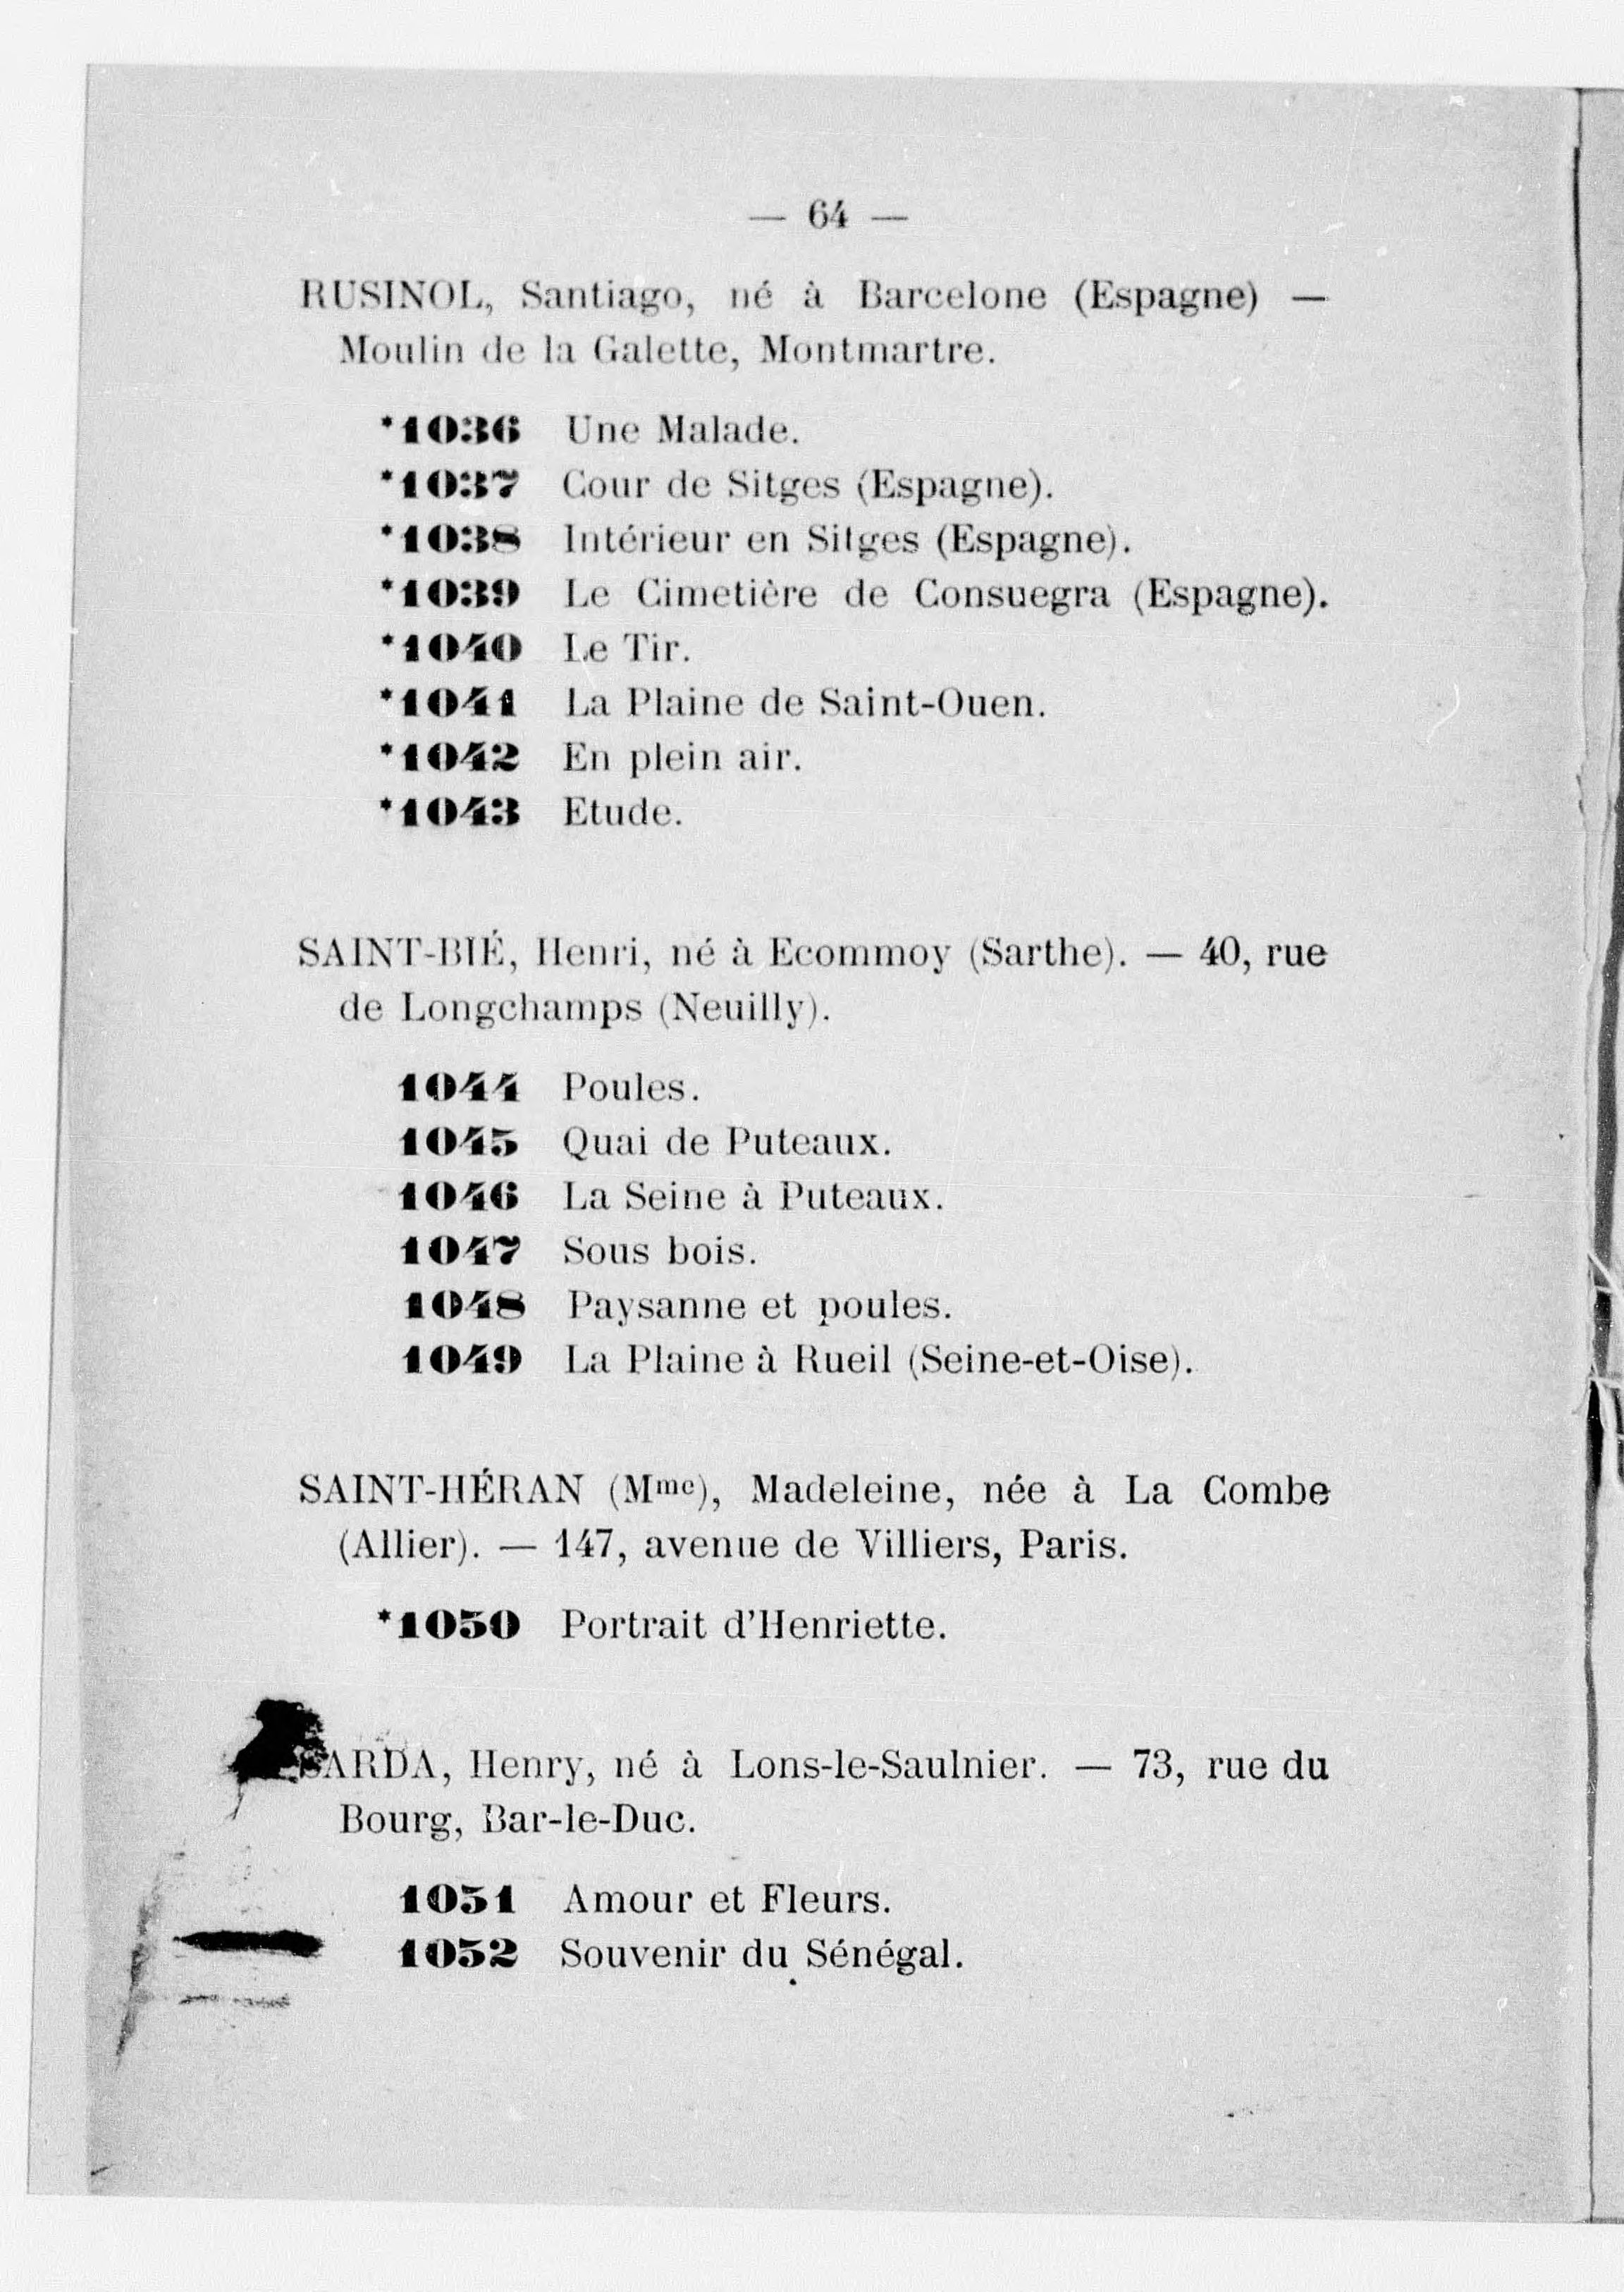 — 64 —
RUSINOL, Santiago, né à Barcelone (Espagne) —
Moulin de la Galette, Montmartre.
*1036 Une Malade.
*1037 Cour de Sitges (Espagne).
*1038 Intérieur en Sitges (Espagne).
*1039 Le Cimetière de Consuegra (Espagne).
*1040 Le Tir.
*1041 La Plaine de Saint-Ouen.
*1042 En plein air.
*1043 Etude.
SAINT-BIÉ, Henri, né à Ecommoy (Sarthe). — 40, rue
de Longchamps (Neuilly).
1044 Poules.
1045 Quai de Puteaux.
1046 La Seine à Puteaux.
1047 Sous bois.
1048 Paysanne et poules.
1049 La Plaine à Rueil (Seine-et-Oise).
SAINT-HÉRAN (Mme), Madeleine, née à La Combe
(Allier). — 147, avenue de Villiers, Paris.
*1050 Portrait d'Henriette.
SARDA, Henry, né à Lons-le-Saulnier. — 73, rue du
Bourg, Bar-le-Duc.
1051 Amour et Fleurs.
1052 Souvenir du Sénégal.